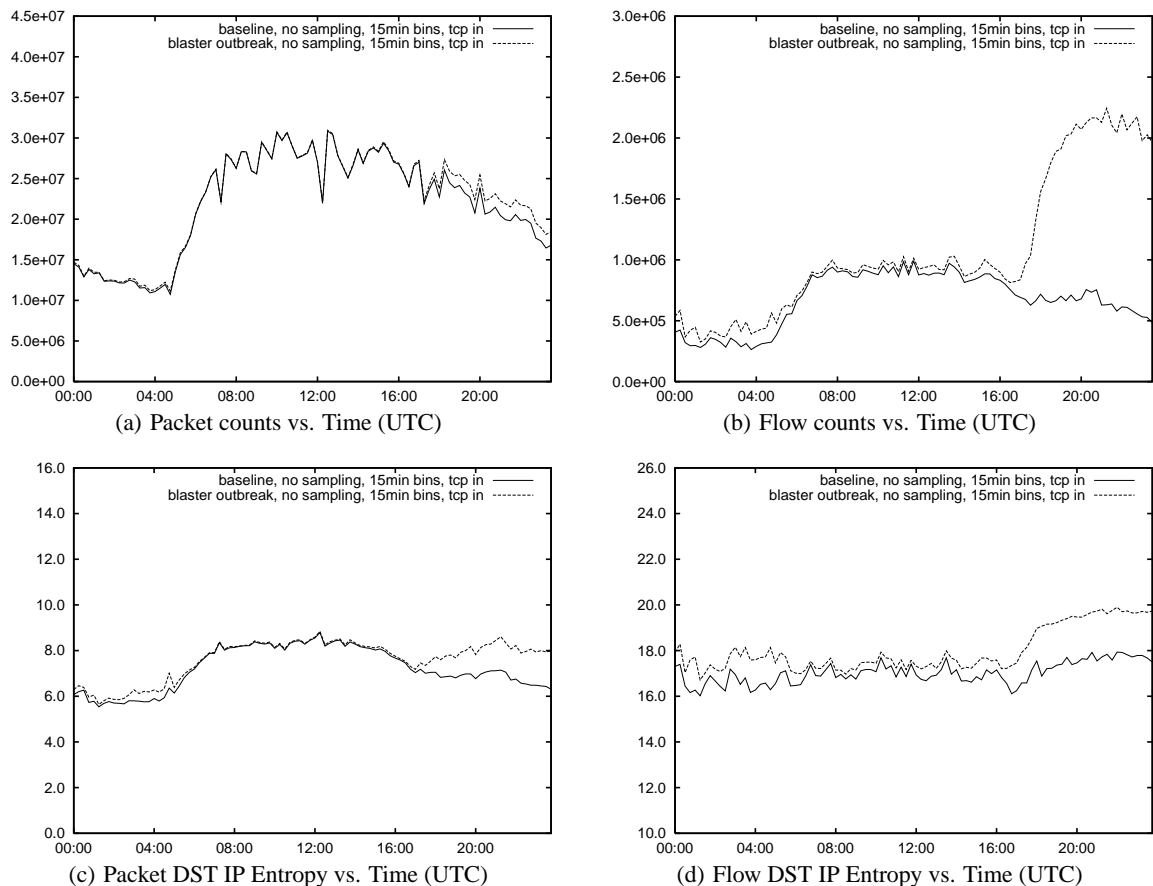 4.5e+07
4.0e+07
3.5e+07
3.0e+07
2.5e+07
2.0e+07
1.5e+07
1.0e+07
5.0e+06
0.0e+00
00:00 04:00 08:00 12:00 16:00 20:00
baseline, no sampling, 15min bins, tcp in
blaster outbreak, no sampling, 15min bins, tcp in
(a) Packet counts vs. Time (UTC)
3.0e+06
2.5e+06
2.0e+06
1.5e+06
1.0e+06
5.0e+05
0.0e+00
00:00 04:00 08:00 12:00 16:00 20:00
baseline, no sampling, 15min bins, tcp in
blaster outbreak, no sampling, 15min bins, tcp in
(b) Flow counts vs. Time (UTC)
16.0
14.0
12.0
10.0
8.0
6.0
4.0
2.0
0.0
00:00 04:00 08:00 12:00 16:00 20:00
baseline, no sampling, 15min bins, tcp in
blaster outbreak, no sampling, 15min bins, tcp in
(c) Packet DST IP Entropy vs. Time (UTC)
26.0
24.0
22.0
20.0
18.0
16.0
14.0
12.0
10.0
00:00 04:00 08:00 12:00 16:00 20:00
baseline, no sampling, 15min bins, tcp in
blaster outbreak, no sampling, 15min bins, tcp in
(d) Flow DST IP Entropy vs. Time (UTC)